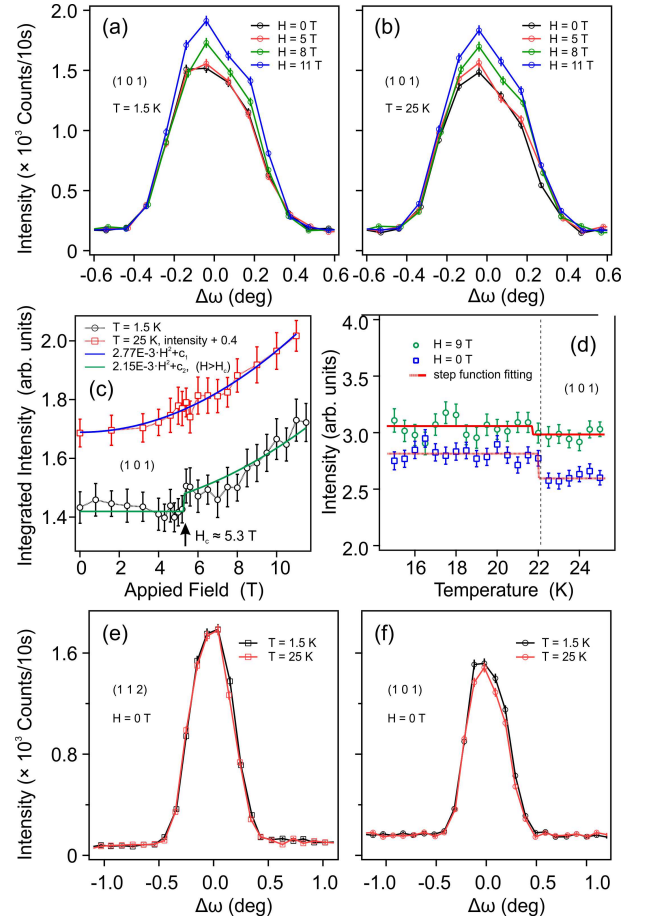 Intensity (× 10³ Counts/10s)
(a)
H = 0 T
H = 5 T
H = 8 T
H = 11 T
(1 0 1)
T = 1.5 K
2.0
1.5
1.0
0.5
0
-0.6 -0.4 -0.2 0.0 0.2 0.4 0.6
Δω (deg)
(b)
H = 0 T
H = 5 T
H = 8 T
H = 11 T
(1 0 1)
T = 25 K
-0.6 -0.4 -0.2 0.0 0.2 0.4 0.6
Δω (deg)
Integrated Intensity (arb. units)
T = 1.5 K
T = 25 K, intensity + 0.4
2.77E-3·H²+c₁
2.15E-3·H²+c₂, (H>H꜀)
(c)
(1 0 1)
H꜀ ≈ 5.3 T
2.0
1.8
1.6
1.4
0 2 4 6 8 10
Appied Field (T)
Intensity (arb. units)
H = 9 T
H = 0 T
step function fitting
(d)
(1 0 1)
4.0
3.5
3.0
2.5
2.0
14 16 18 20 22 24
Temperature (K)
Intensity (× 10³ Counts/10s)
(e)
T = 1.5 K
T = 25 K
(1 1 2)
H = 0 T
1.6
0.8
0
-1.0 -0.5 0.0 0.5 1.0
Δω (deg)
(f)
T = 1.5 K
T = 25 K
(1 0 1)
H = 0 T
-1.0 -0.5 0.0 0.5 1.0
Δω (deg)